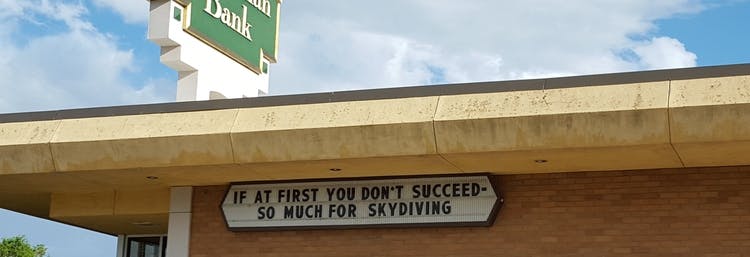 Bank
IF AT FIRST YOU DON'T SUCCEED-
SO MUCH FOR SKYDIVING